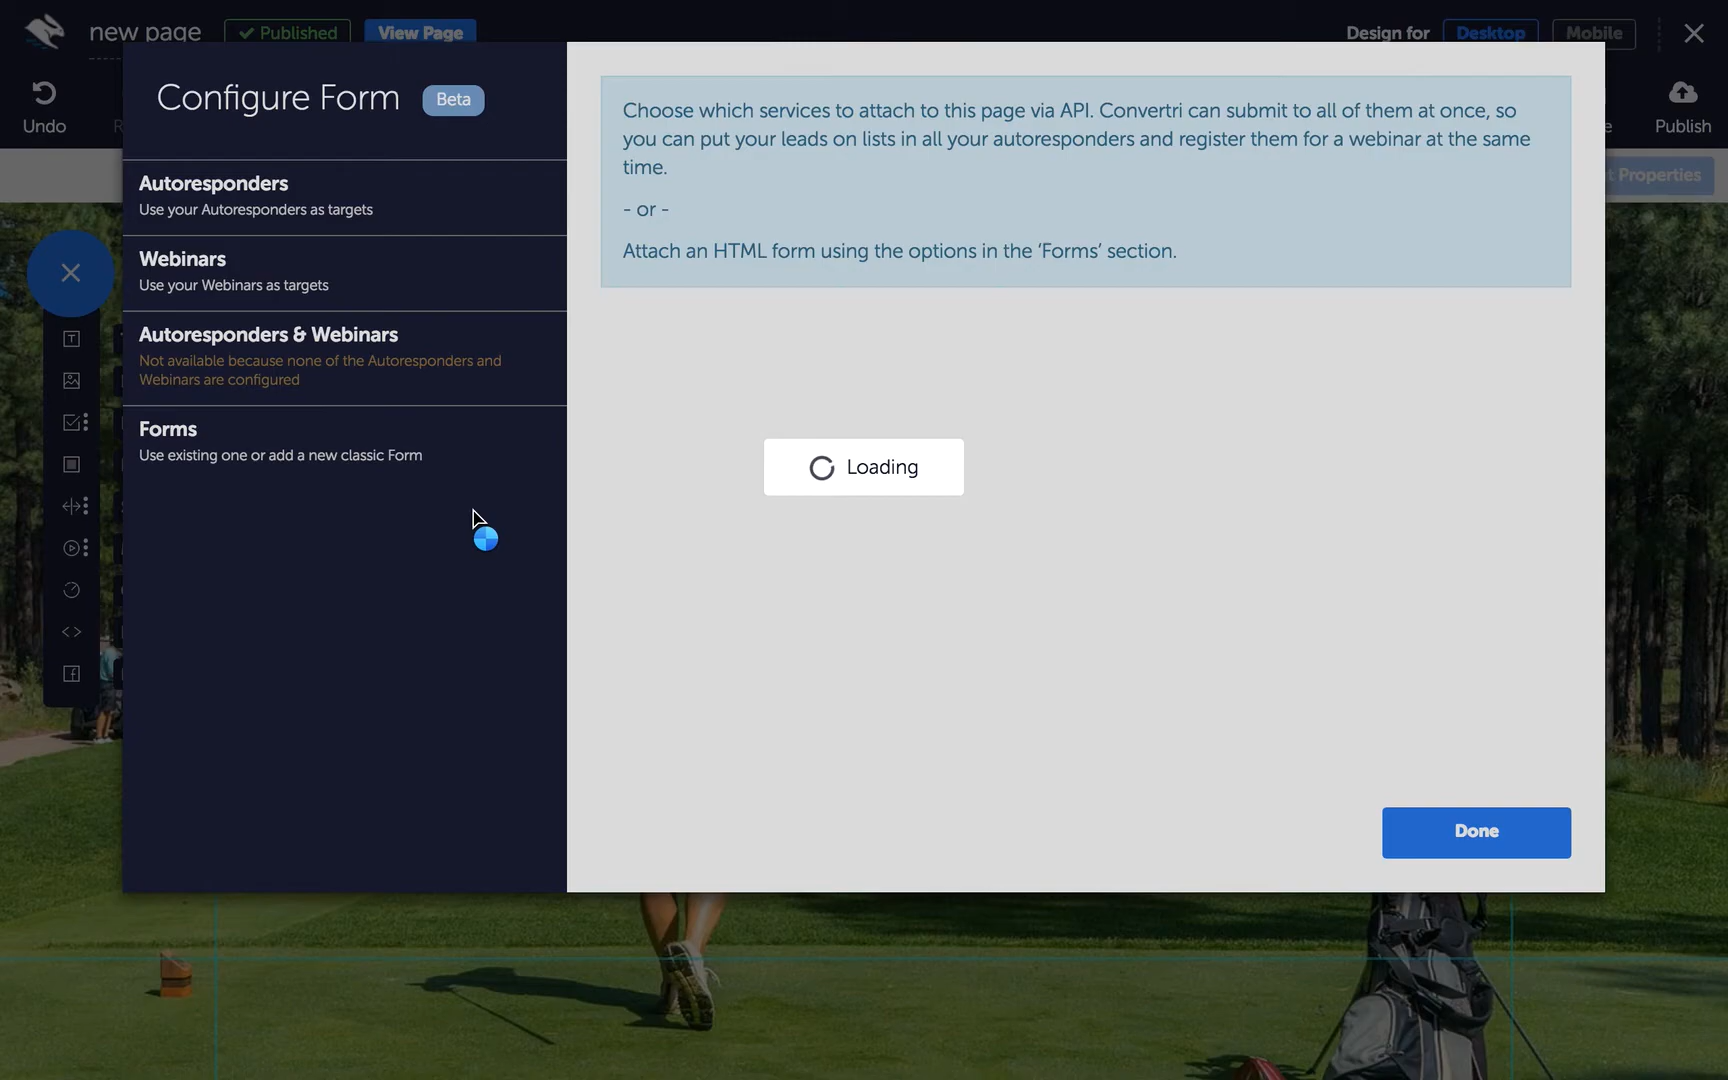 new page
Published
View Page
Design for
Desktop
Mobile
Undo
Publish
Properties
Configure Form
Beta
Autoresponders
Use your Autoresponders as targets
Webinars
Use your Webinars as targets
Autoresponders & Webinars
Not available because none of the Autoresponders and
Webinars are configured
Forms
Use existing one or add a new classic Form
Choose which services to attach to this page via API. Convertri can submit to all of them at once, so
you can put your leads on lists in all your autoresponders and register them for a webinar at the same
time.
- or -
Attach an HTML form using the options in the ‘Forms’ section.
Loading
Done